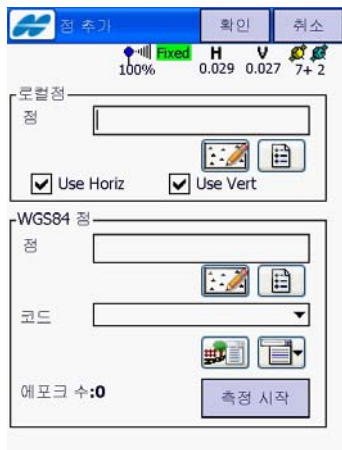 점 추가 확인 취소
Fixed H V
100% 0.029 0.027 7+ 2
로컬점
점
Use Horiz Use Vert
WGS84 점
점
코드
에포크 수:0 측정 시작